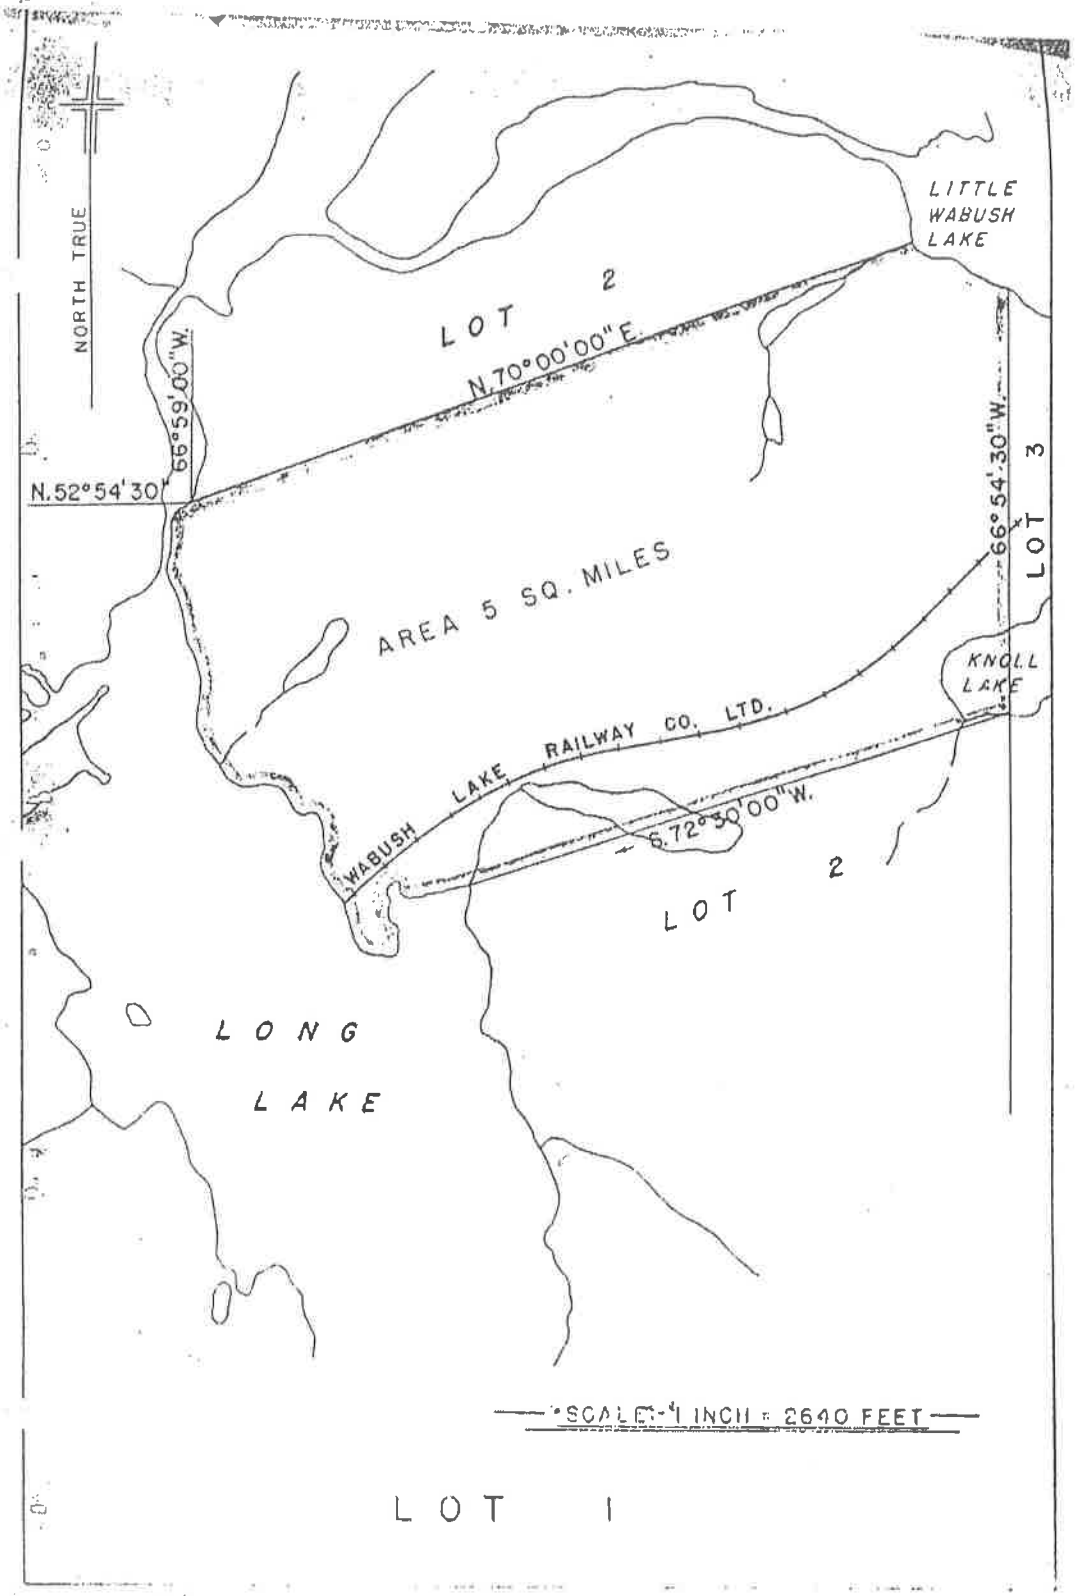 NORTH TRUE
LITTLE
WABUSH
LAKE
LOT 2
N.70°00'00"E.
66°59'00"W.
N.52°54'30"
66°54'30"W.
LOT 3
AREA 5 SQ. MILES
KNOLL
LAKE
WABUSH LAKE RAILWAY CO. LTD.
S.72°30'00"W.
LOT 2
LONG
LAKE
SCALE:-1 INCH = 2640 FEET
LOT 1